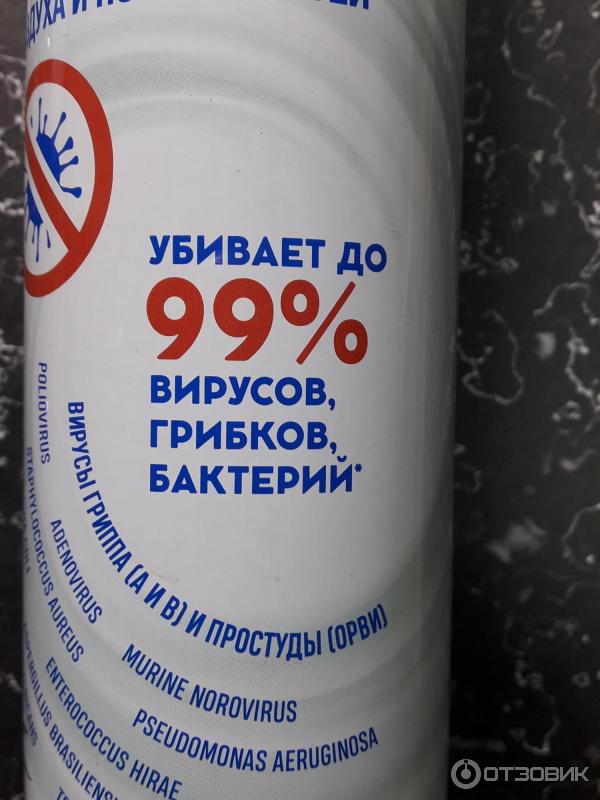 УБИВАЕТ ДО
99%
ВИРУСОВ,
ГРИБКОВ,
БАКТЕРИЙ*
ВИРУСЫ ГРИППА (А И В) И ПРОСТУДЫ (ОРВИ)
POLIOVIRUS
ADENOVIRUS
MURINE NOROVIRUS
STAPHYLOCOCCUS AUREUS
PSEUDOMONAS AERUGINOSA
ENTEROCOCCUS HIRAE
ОТЗОВИК